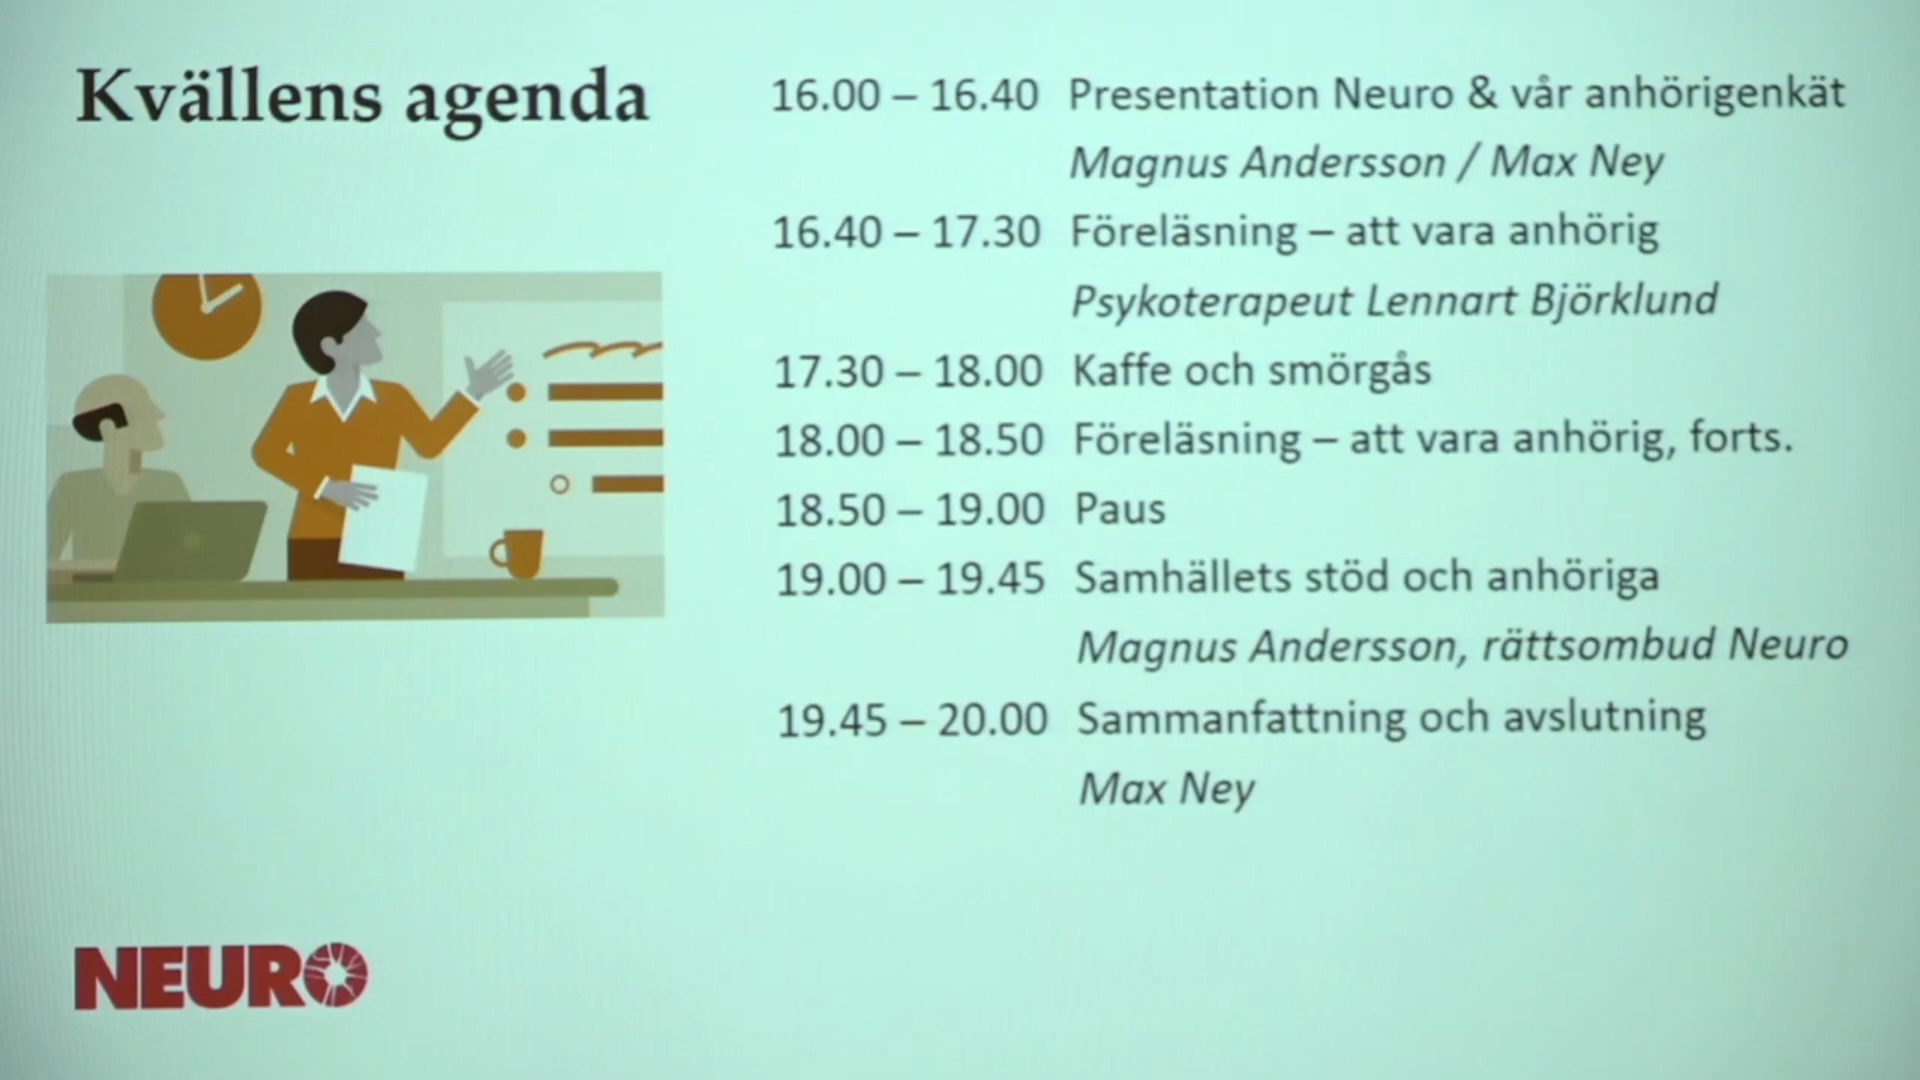 Kvällens agenda
16.00 – 16.40 Presentation Neuro & vår anhörigenkät
Magnus Andersson / Max Ney
16.40 – 17.30 Föreläsning – att vara anhörig
Psykoterapeut Lennart Björklund
17.30 – 18.00 Kaffe och smörgås
18.00 – 18.50 Föreläsning – att vara anhörig, forts.
18.50 – 19.00 Paus
19.00 – 19.45 Samhällets stöd och anhöriga
Magnus Andersson, rättsombud Neuro
19.45 – 20.00 Sammanfattning och avslutning
Max Ney
NEURO